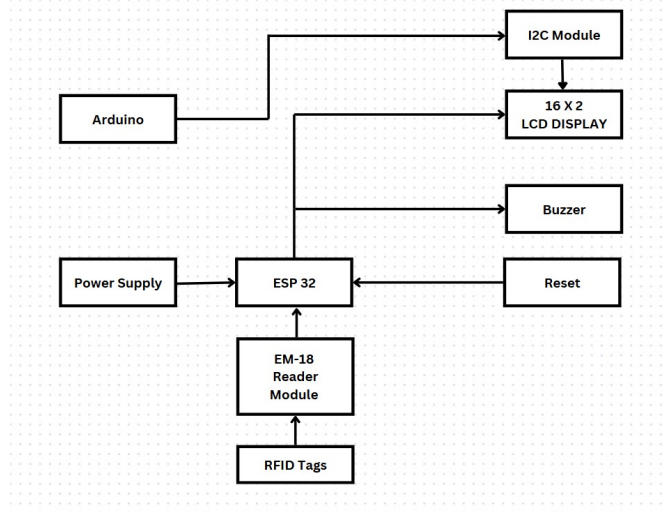 I2C Module
16 X 2
LCD DISPLAY
Arduino
Buzzer
Power Supply
ESP 32
Reset
EM-18
Reader
Module
RFID Tags